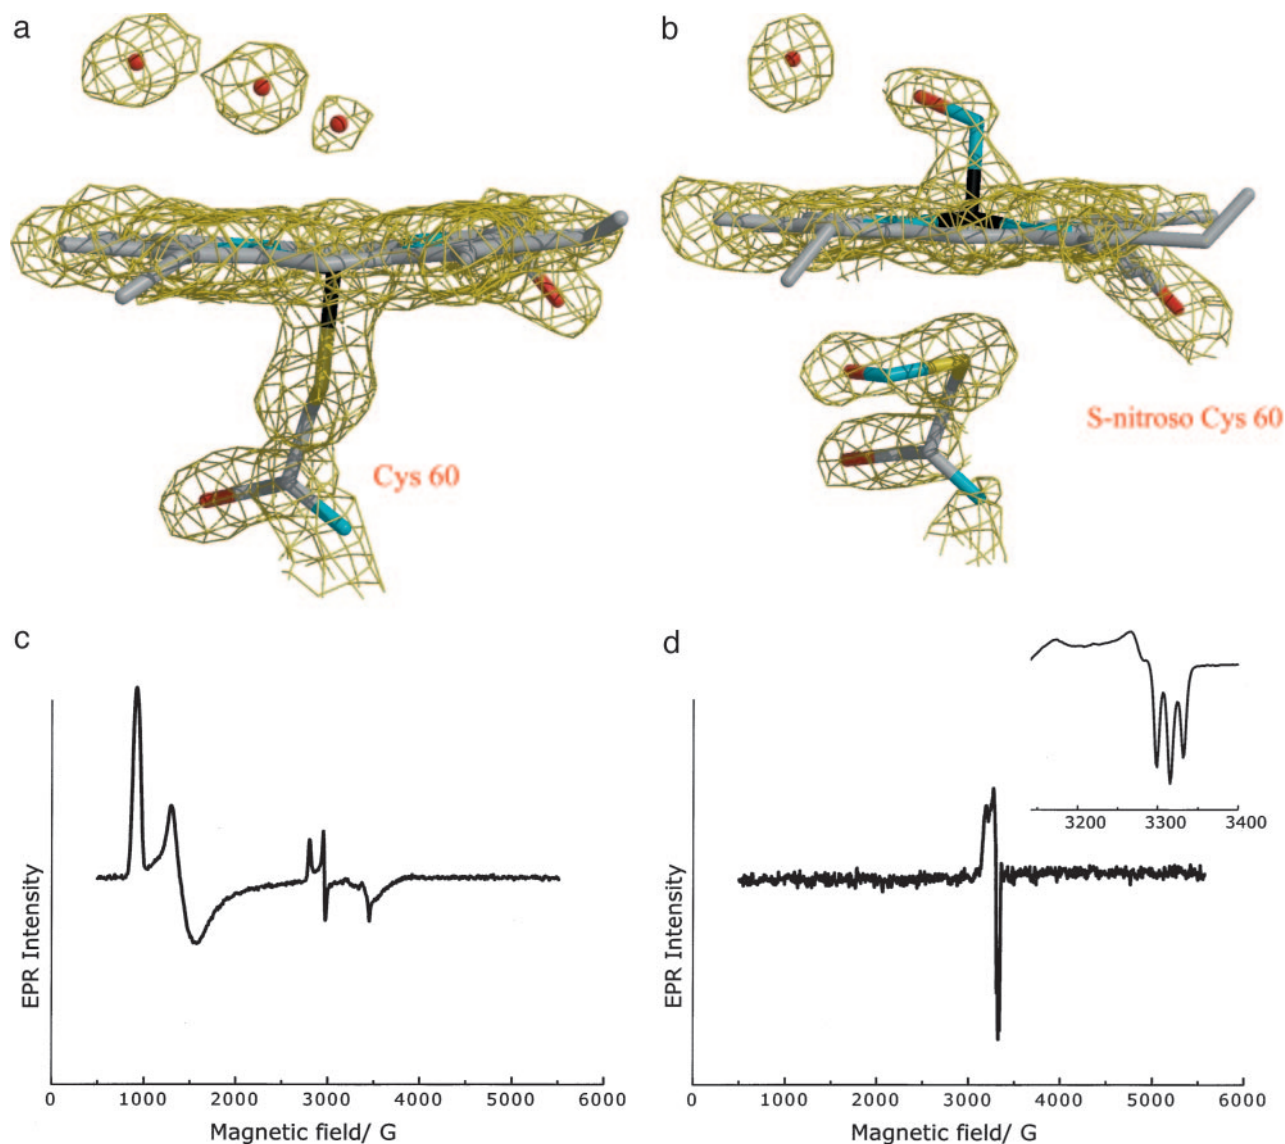 a
b
Cys 60
S-nitroso Cys 60
c
d
EPR Intensity
0 1000 2000 3000 4000 5000 6000
Magnetic field/ G
3200 3300 3400
EPR Intensity
0 1000 2000 3000 4000 5000 6000
Magnetic field/ G